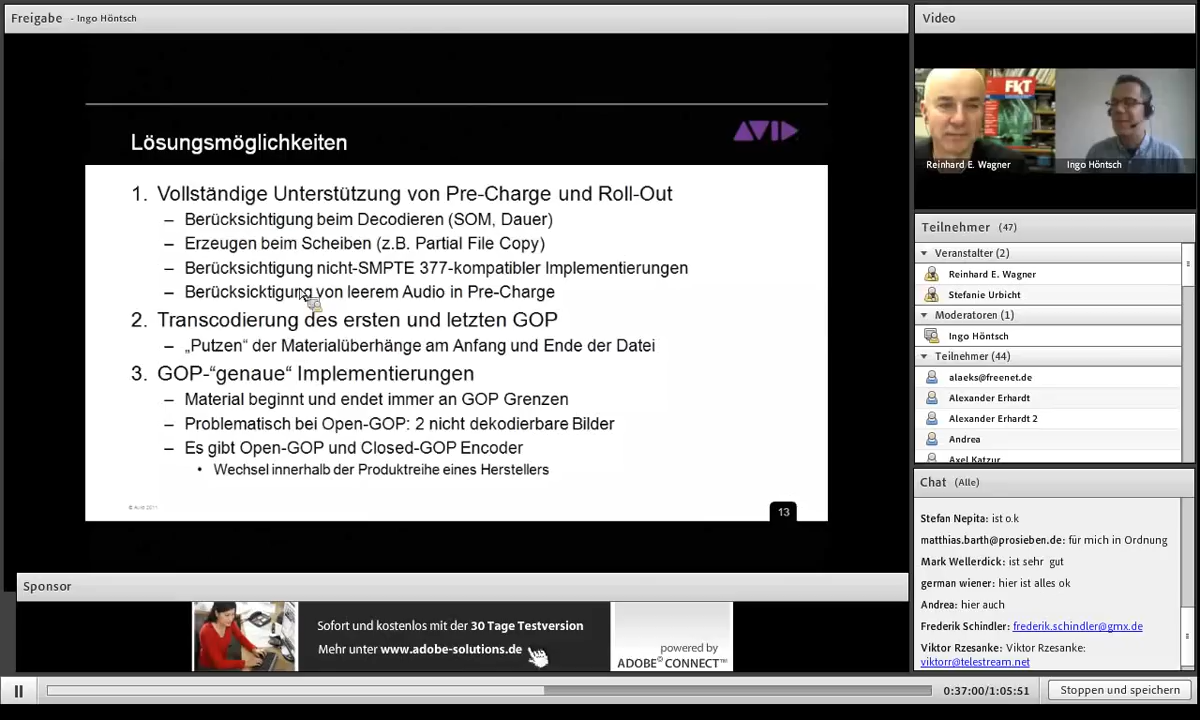 Freigabe - Ingo Höntsch
AVID
Lösungsmöglichkeiten
1. Vollständige Unterstützung von Pre-Charge und Roll-Out
– Berücksichtigung beim Decodieren (SOM, Dauer)
– Erzeugen beim Scheiben (z.B. Partial File Copy)
– Berücksichtigung nicht-SMPTE 377-kompatibler Implementierungen
– Berücksicktigung von leerem Audio in Pre-Charge
2. Transcodierung des ersten und letzten GOP
– „Putzen“ der Materialüberhänge am Anfang und Ende der Datei
3. GOP-“genaue“ Implementierungen
– Material beginnt und endet immer an GOP Grenzen
– Problematisch bei Open-GOP: 2 nicht dekodierbare Bilder
– Es gibt Open-GOP und Closed-GOP Encoder
• Wechsel innerhalb der Produktreihe eines Herstellers
© Avid 2011
13
Sponsor
Sofort und kostenlos mit der 30 Tage Testversion
Mehr unter www.adobe-solutions.de
powered by
ADOBE® CONNECT™
Video
FKT
Reinhard E. Wagner
Ingo Höntsch
Teilnehmer (47)
Veranstalter (2)
Reinhard E. Wagner
Stefanie Urbicht
Moderatoren (1)
Ingo Höntsch
Teilnehmer (44)
alaeks@freenet.de
Alexander Erhardt
Alexander Erhardt 2
Andrea
Axel Katzur
Chat (Alle)
Stefan Nepita: ist o.k
matthias.barth@prosieben.de: für mich in Ordnung
Mark Wellerdick: ist sehr gut
german wiener: hier ist alles ok
Andrea: hier auch
Frederik Schindler: frederik.schindler@gmx.de
Viktor Rzesanke: Viktor Rzesanke:
viktorr@telestream.net
0:37:00/1:05:51
Stoppen und speichern